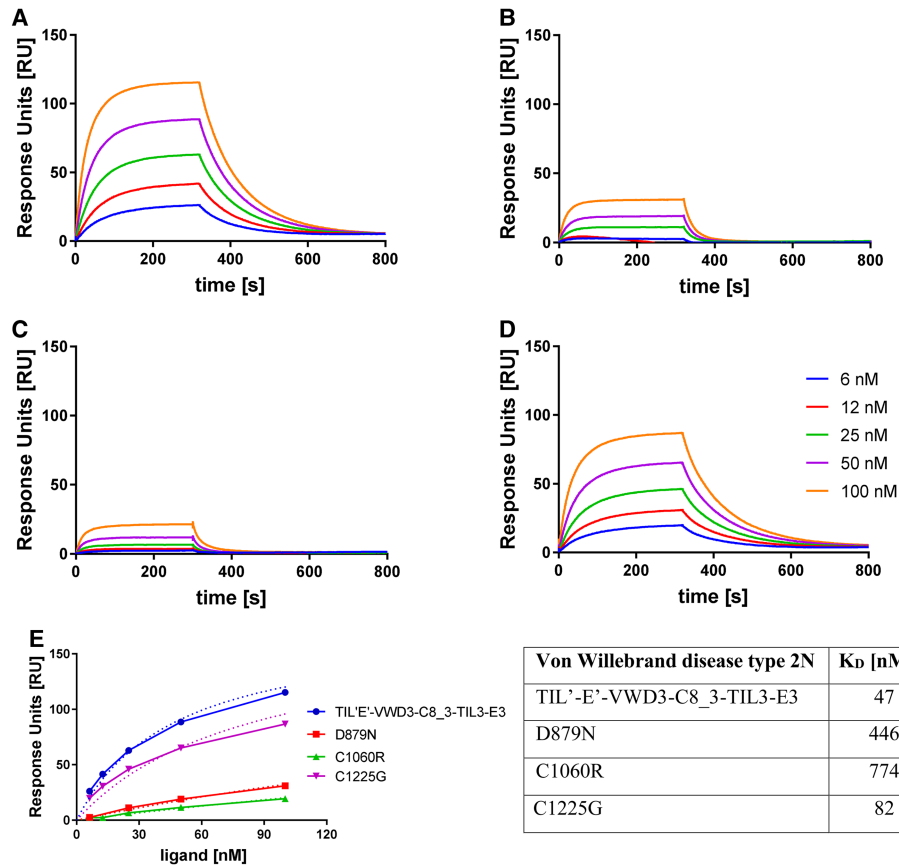 A
Response Units [RU]
150
100
50
0
0 200 400 600 800
time [s]
B
Response Units [RU]
150
100
50
0
0 200 400 600 800
time [s]
C
Response Units [RU]
150
100
50
0
0 200 400 600 800
time [s]
D
Response Units [RU]
150
100
50
0
0 200 400 600 800
time [s]
6 nM
12 nM
25 nM
50 nM
100 nM
E
Response Units [RU]
150
100
50
0
0 30 60 90 120
ligand [nM]
TIL'E'-VWD3-C8_3-TIL3-E3
D879N
C1060R
C1225G
Von Willebrand disease type 2N K_D [nM
TIL’-E’-VWD3-C8_3-TIL3-E3 47
D879N 446
C1060R 774
C1225G 82